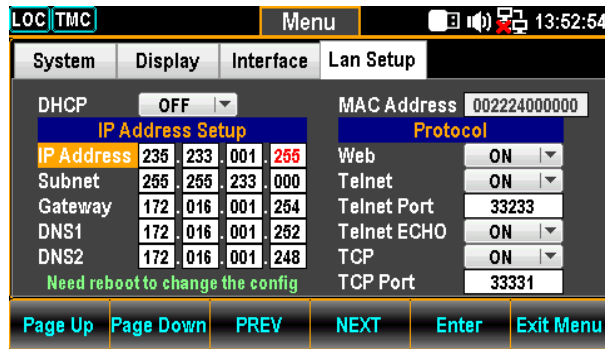 LOC TMC Menu 13:52:54
System Display Interface Lan Setup
DHCP OFF MAC Address 002224000000
IP Address Setup Protocol
IP Address 235 . 233 . 001 . 255 Web ON
Subnet 255 . 255 . 233 . 000 Telnet ON
Gateway 172 . 016 . 001 . 254 Telnet Port 33233
DNS1 172 . 016 . 001 . 252 Telnet ECHO ON
DNS2 172 . 016 . 001 . 248 TCP ON
Need reboot to change the config TCP Port 33331
Page Up Page Down PREV NEXT Enter Exit Menu